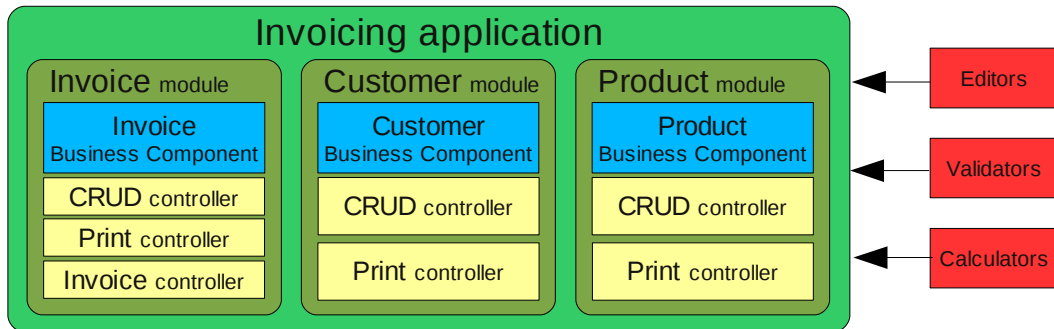 Invoicing application
Invoice module
Invoice
Business Component
CRUD controller
Print controller
Invoice controller
Customer module
Customer
Business Component
CRUD controller
Print controller
Product module
Product
Business Component
CRUD controller
Print controller
Editors
Validators
Calculators